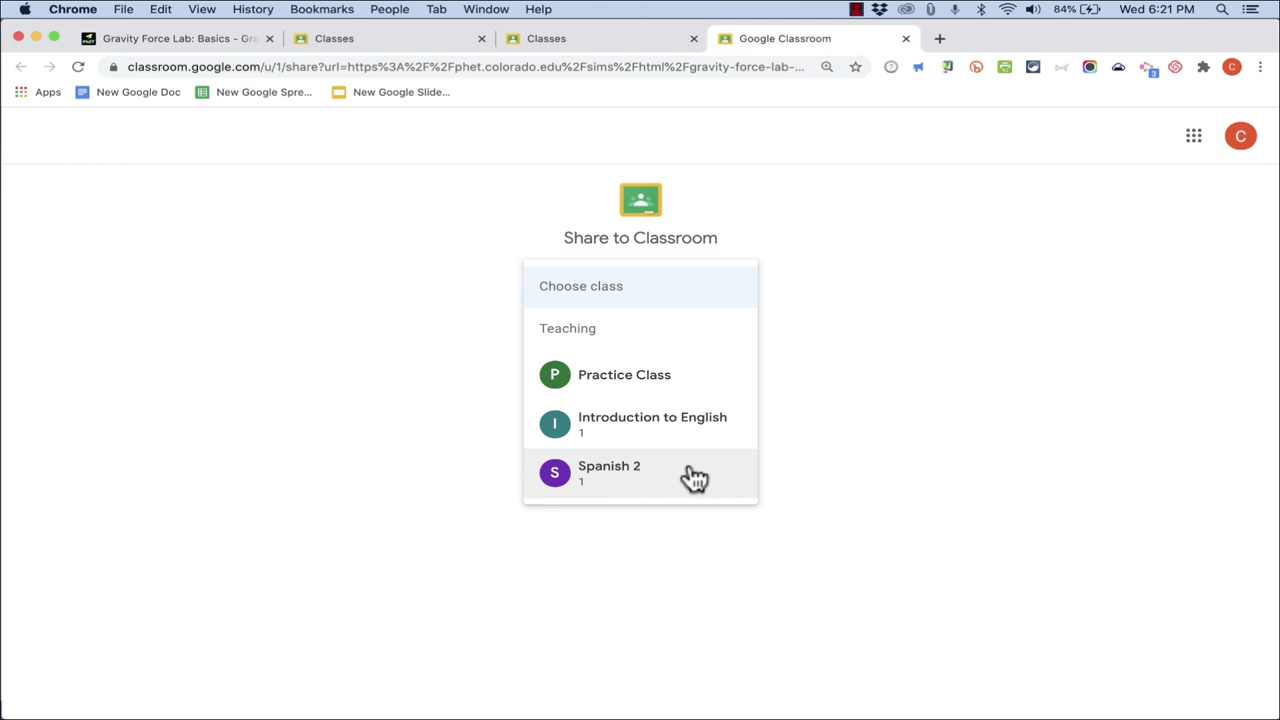 Chrome File Edit View History Bookmarks People Tab Window Help 84% Wed 6:21 PM
Gravity Force Lab: Basics - Gra Classes Classes Google Classroom
classroom.google.com/u/1/share?url=https%3A%2F%2Fphet.colorado.edu%2Fsims%2Fhtml%2Fgravity-force-lab-... 3 C
Apps New Google Doc New Google Spre... New Google Slide...
C
Share to Classroom
Choose class
Teaching
P Practice Class
I Introduction to English
1
S Spanish 2
1